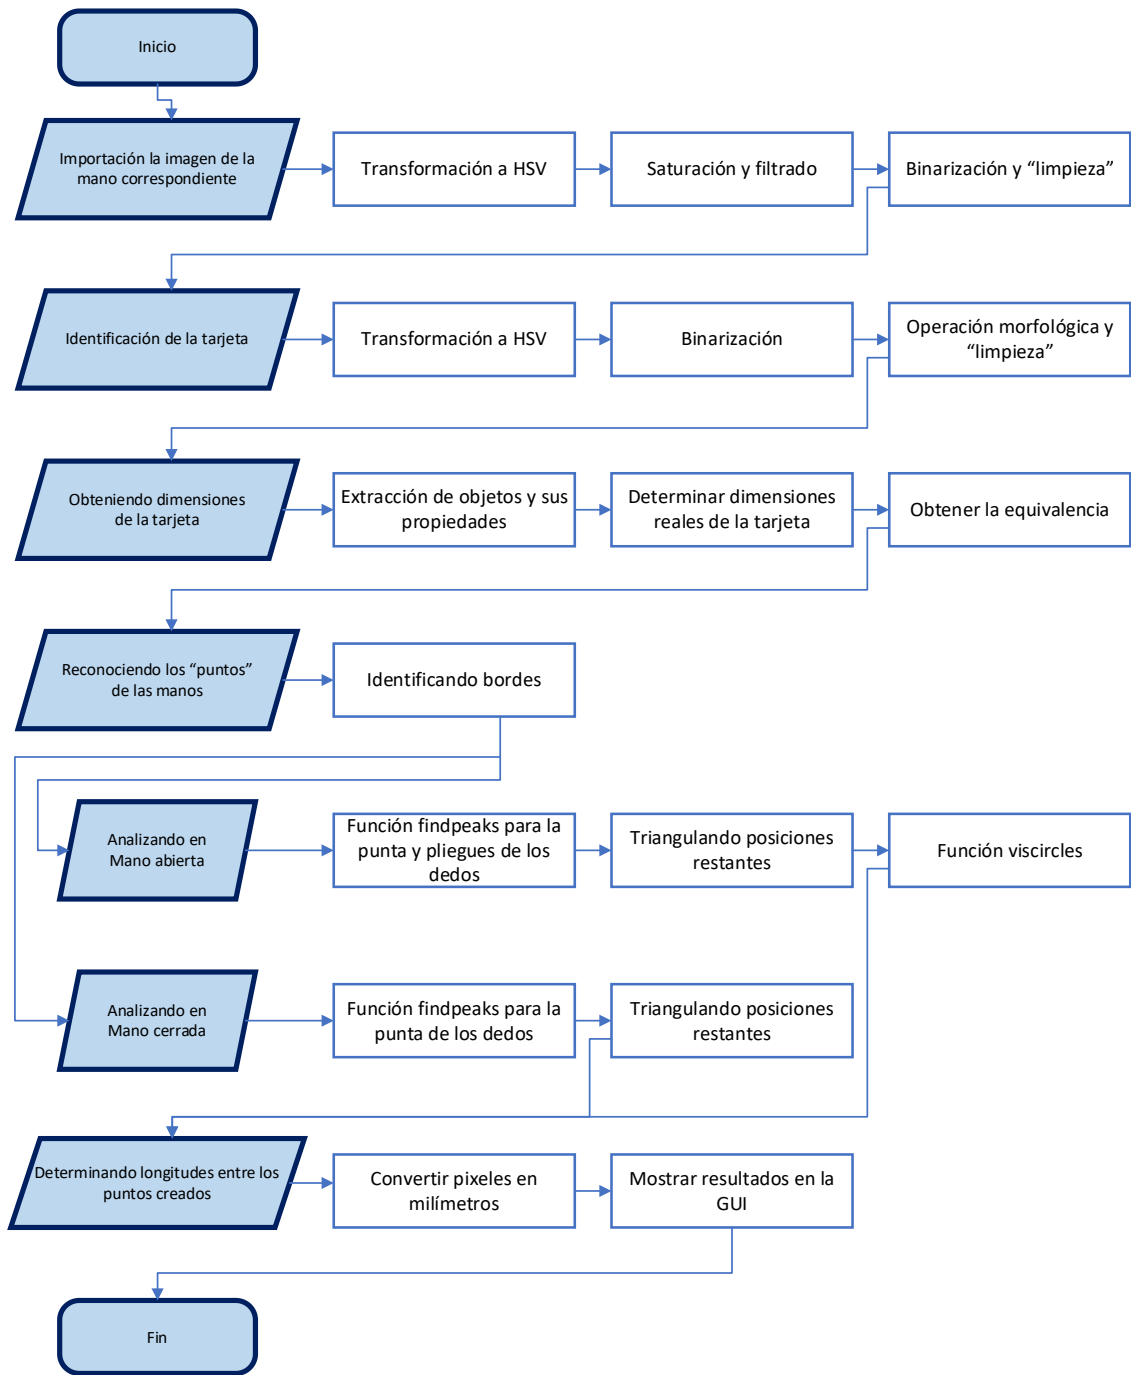 Inicio
Importación la imagen de la
mano correspondiente
Transformación a HSV
Saturación y filtrado
Binarización y “limpieza”
Identificación de la tarjeta
Transformación a HSV
Binarización
Operación morfológica y
“limpieza”
Obteniendo dimensiones
de la tarjeta
Extracción de objetos y sus
propiedades
Determinar dimensiones
reales de la tarjeta
Obtener la equivalencia
Reconociendo los “puntos”
de las manos
Identificando bordes
Analizando en
Mano abierta
Función findpeaks para la
punta y pliegues de los
dedos
Triangulando posiciones
restantes
Función viscircles
Analizando en
Mano cerrada
Función findpeaks para la
punta de los dedos
Triangulando posiciones
restantes
Determinando longitudes entre los
puntos creados
Convertir pixeles en
milímetros
Mostrar resultados en la
GUI
Fin